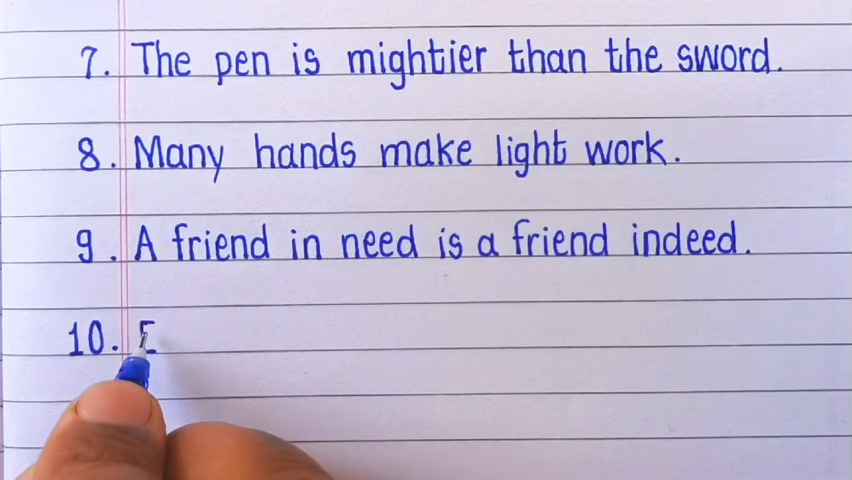 7. The pen is mightier than the sword.
8. Many hands make light work.
9. A friend in need is a friend indeed.
10.